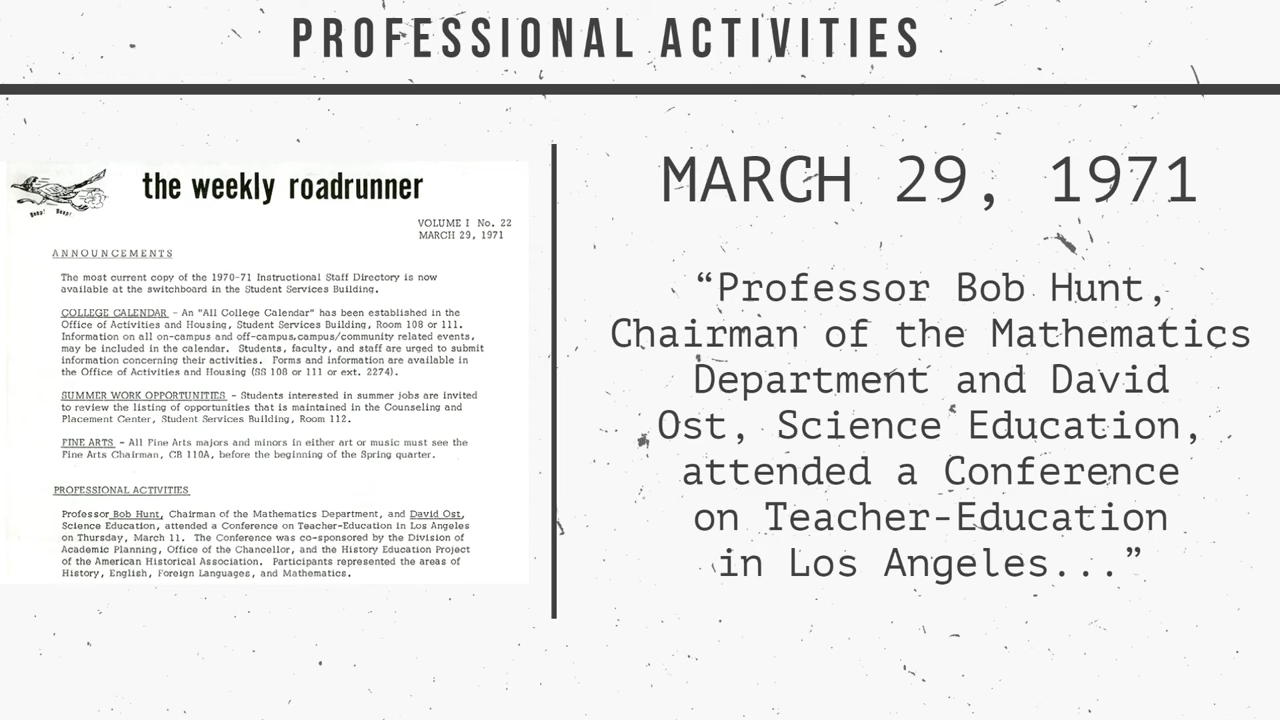 PROFESSIONAL ACTIVITIES
the weekly roadrunner
Beep! Beep!
VOLUME I No. 22
MARCH 29, 1971
ANNOUNCEMENTS
The most current copy of the 1970-71 Instructional Staff Directory is now
available at the switchboard in the Student Services Building.
COLLEGE CALENDAR - An "All College Calendar" has been established in the
Office of Activities and Housing, Student Services Building, Room 108 or 111.
Information on all on-campus and off-campus,campus/community related events,
may be included in the calendar. Students, faculty, and staff are urged to submit
information concerning their activities. Forms and information are available in
the Office of Activities and Housing (SS 108 or 111 or ext. 2274).
SUMMER WORK OPPORTUNITIES - Students interested in summer jobs are invited
to review the listing of opportunities that is maintained in the Counseling and
Placement Center, Student Services Building, Room 112.
FINE ARTS - All Fine Arts majors and minors in either art or music must see the
Fine Arts Chairman, CB 110A, before the beginning of the Spring quarter.
PROFESSIONAL ACTIVITIES
Professor Bob Hunt, Chairman of the Mathematics Department, and David Ost,
Science Education, attended a Conference on Teacher-Education in Los Angeles
on Thursday, March 11. The Conference was co-sponsored by the Division of
Academic Planning, Office of the Chancellor, and the History Education Project
of the American Historical Association. Participants represented the areas of
History, English, Foreign Languages, and Mathematics.
MARCH 29, 1971
“Professor Bob Hunt,
Chairman of the Mathematics
Department and David
Ost, Science Education,
attended a Conference
on Teacher-Education
in Los Angeles...”